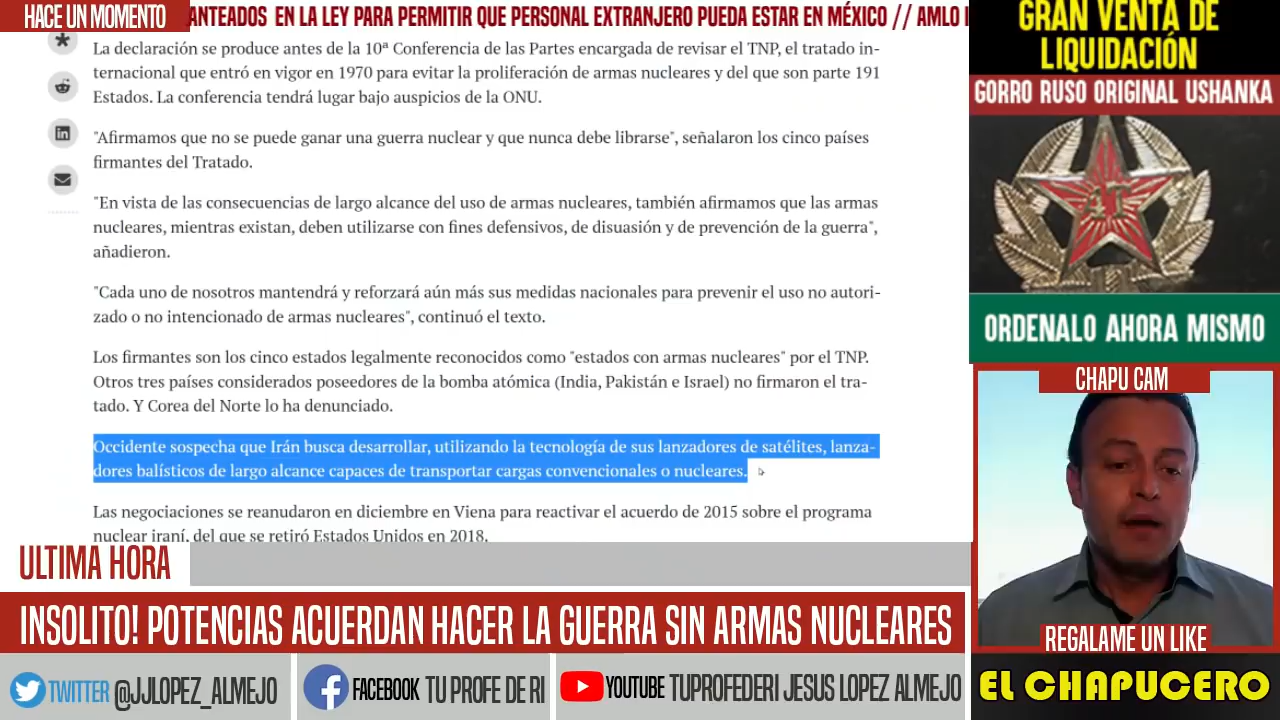 HACE UN MOMENTO
ANTEADOS EN LA LEY PARA PERMITIR QUE PERSONAL EXTRANJERO PUEDA ESTAR EN MÉXICO // AMLO
La declaración se produce antes de la 10ª Conferencia de las Partes encargada de revisar el TNP, el tratado in-
ternacional que entró en vigor en 1970 para evitar la proliferación de armas nucleares y del que son parte 191
Estados. La conferencia tendrá lugar bajo auspicios de la ONU.
"Afirmamos que no se puede ganar una guerra nuclear y que nunca debe librarse", señalaron los cinco países
firmantes del Tratado.
"En vista de las consecuencias de largo alcance del uso de armas nucleares, también afirmamos que las armas
nucleares, mientras existan, deben utilizarse con fines defensivos, de disuasión y de prevención de la guerra",
añadieron.
"Cada uno de nosotros mantendrá y reforzará aún más sus medidas nacionales para prevenir el uso no autori-
zado o no intencionado de armas nucleares", continuó el texto.
Los firmantes son los cinco estados legalmente reconocidos como "estados con armas nucleares" por el TNP.
Otros tres países considerados poseedores de la bomba atómica (India, Pakistán e Israel) no firmaron el tra-
tado. Y Corea del Norte lo ha denunciado.
Occidente sospecha que Irán busca desarrollar, utilizando la tecnología de sus lanzadores de satélites, lanza-
dores balísticos de largo alcance capaces de transportar cargas convencionales o nucleares.
Las negociaciones se reanudaron en diciembre en Viena para reactivar el acuerdo de 2015 sobre el programa
nuclear iraní, del que se retiró Estados Unidos en 2018.
GRAN VENTA DE
LIQUIDACIÓN
GORRO RUSO ORIGINAL USHANKA
ORDENALO AHORA MISMO
CHAPU CAM
REGALAME UN LIKE
EL CHAPUCERO
ULTIMA HORA
INSOLITO! POTENCIAS ACUERDAN HACER LA GUERRA SIN ARMAS NUCLEARES
TWITTER @JJLOPEZ_ALMEJO
FACEBOOK TU PROFE DE RI
YOUTUBE TUPROFEDERI JESUS LOPEZ ALMEJO